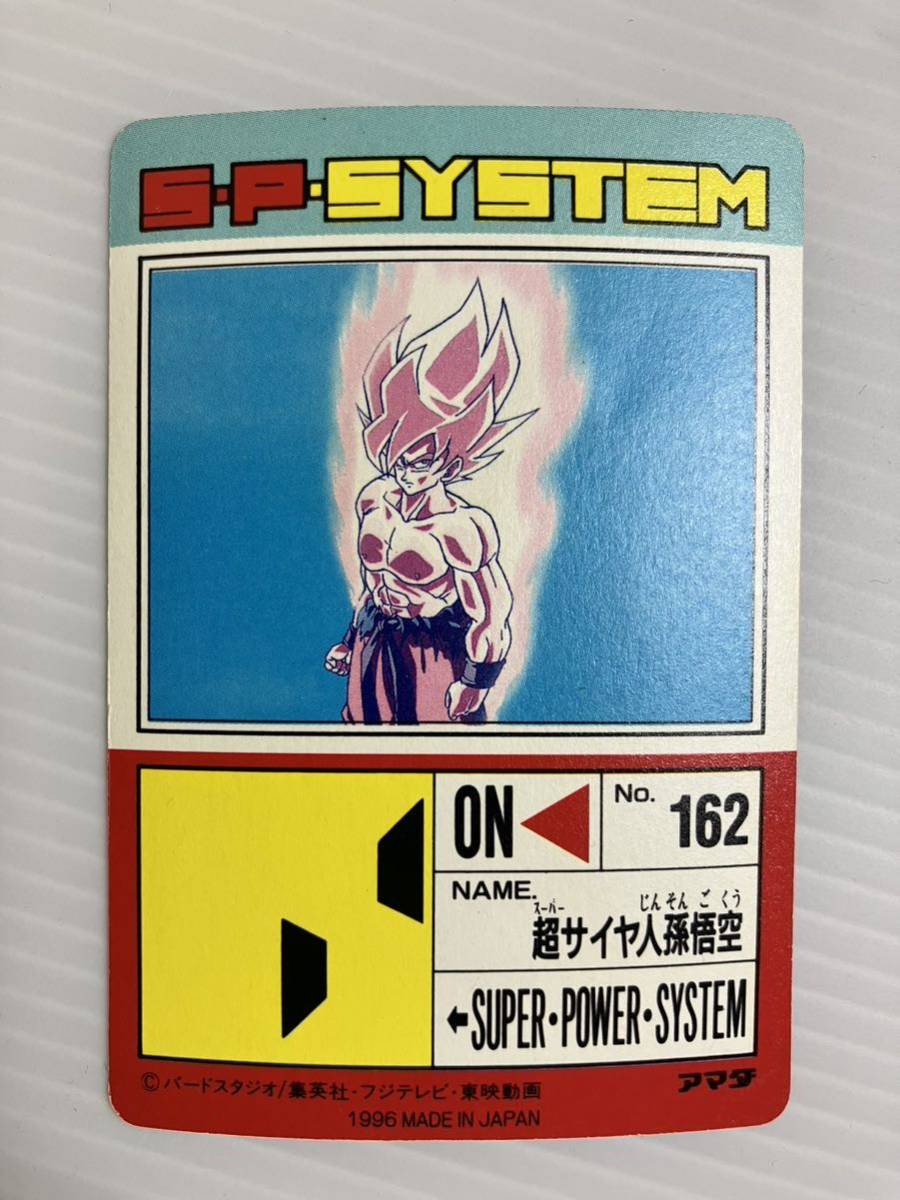 S·P·SYSTEM
ON
No. 162
NAME.
スーパー じんそんごくう
超サイヤ人孫悟空
SUPER·POWER·SYSTEM
©バードスタジオ/集英社・フジテレビ・東映動画
アマダ
1996 MADE IN JAPAN